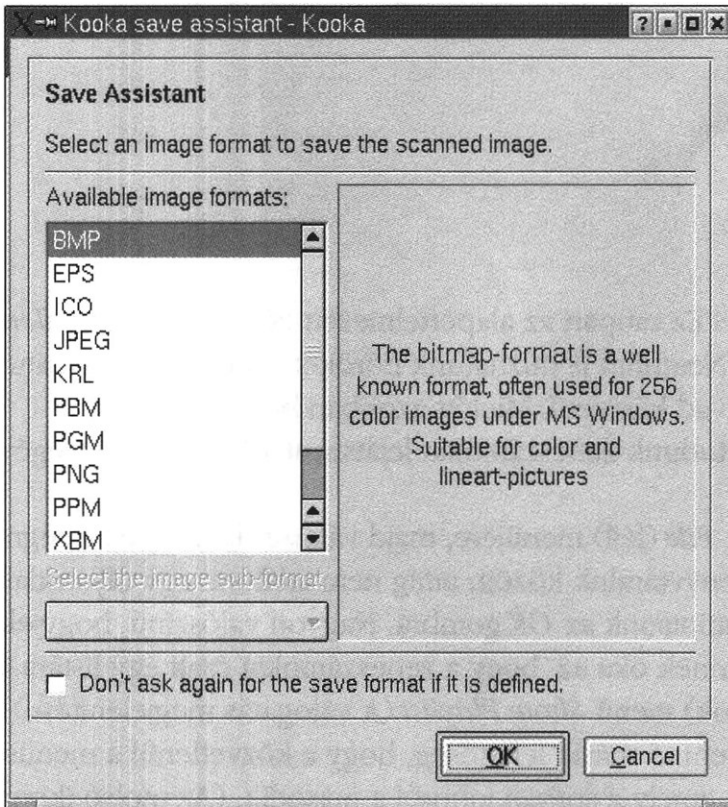 Kooka save assistant - Kooka
Save Assistant
Select an image format to save the scanned image.
Available image formats:
BMP
EPS
ICO
JPEG
KRL
PBM
PGM
PNG
PPM
XBM
The bitmap-format is a well
known format, often used for 256
color images under MS Windows.
Suitable for color and
lineart-pictures
Select the image sub-format
Don't ask again for the save format if it is defined.
OK
Cancel